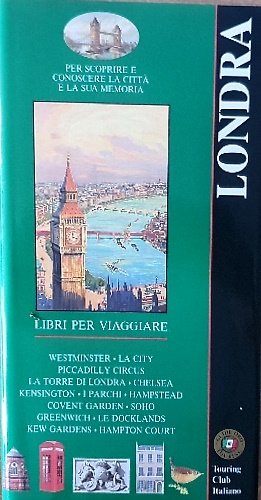 PER SCOPRIRE E
CONOSCERE LA CITTÀ
E LA SUA MEMORIA
LONDRA
LIBRI PER VIAGGIARE
WESTMINSTER • LA CITY
PICCADILLY CIRCUS
LA TORRE DI LONDRA • CHELSEA
KENSINGTON • I PARCHI • HAMPSTEAD
COVENT GARDEN • SOHO
GREENWICH • LE DOCKLANDS
KEW GARDENS • HAMPTON COURT
Touring
Club
Italiano